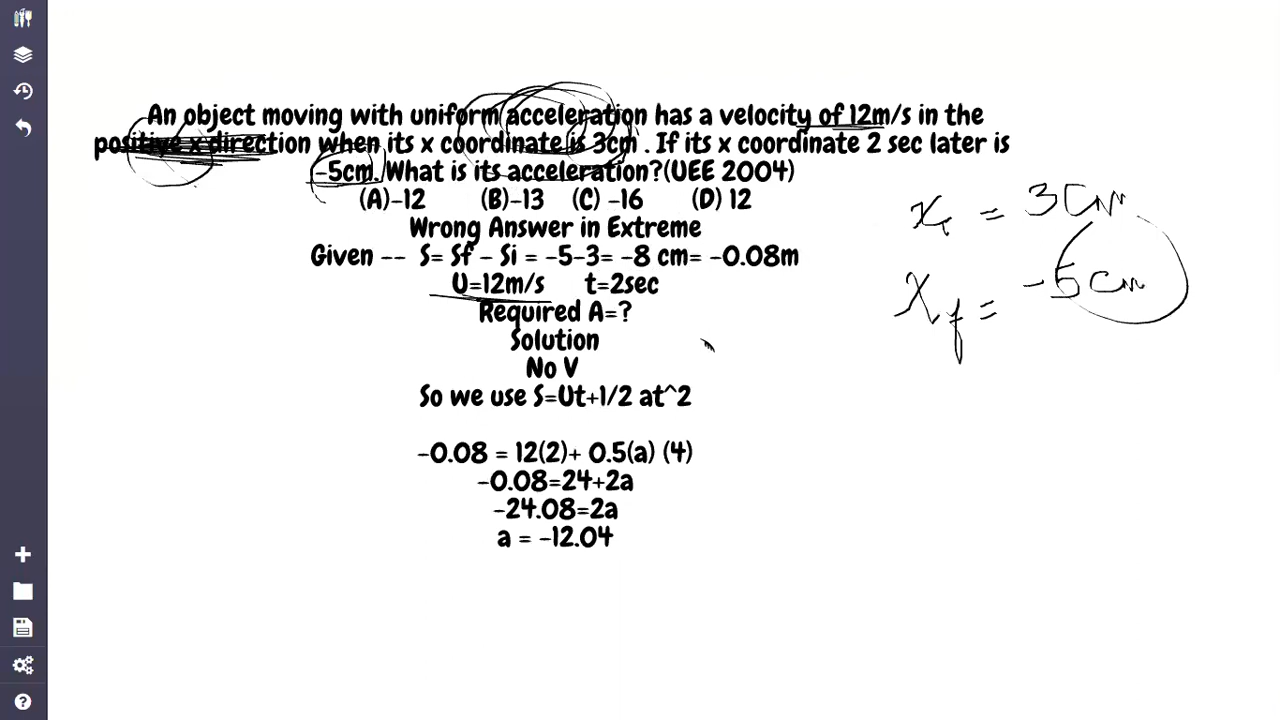 An object moving with uniform acceleration has a velocity of 12m/s in the
positive x direction when its x coordinate is 3cm . If its x coordinate 2 sec later is
-5cm. What is its acceleration?(UEE 2004)
(A)-12 (B)-13 (C) -16 (D) 12
Wrong Answer in Extreme
Given -- S= Sf - Si = -5-3= -8 cm= -0.08m
U=12m/s t=2sec
Required A=?
Solution
No V
So we use S=Ut+1/2 at^2
-0.08 = 12(2)+ 0.5(a) (4)
-0.08=24+2a
-24.08=2a
a = -12.04
= 3cm
xf = -5cm
?